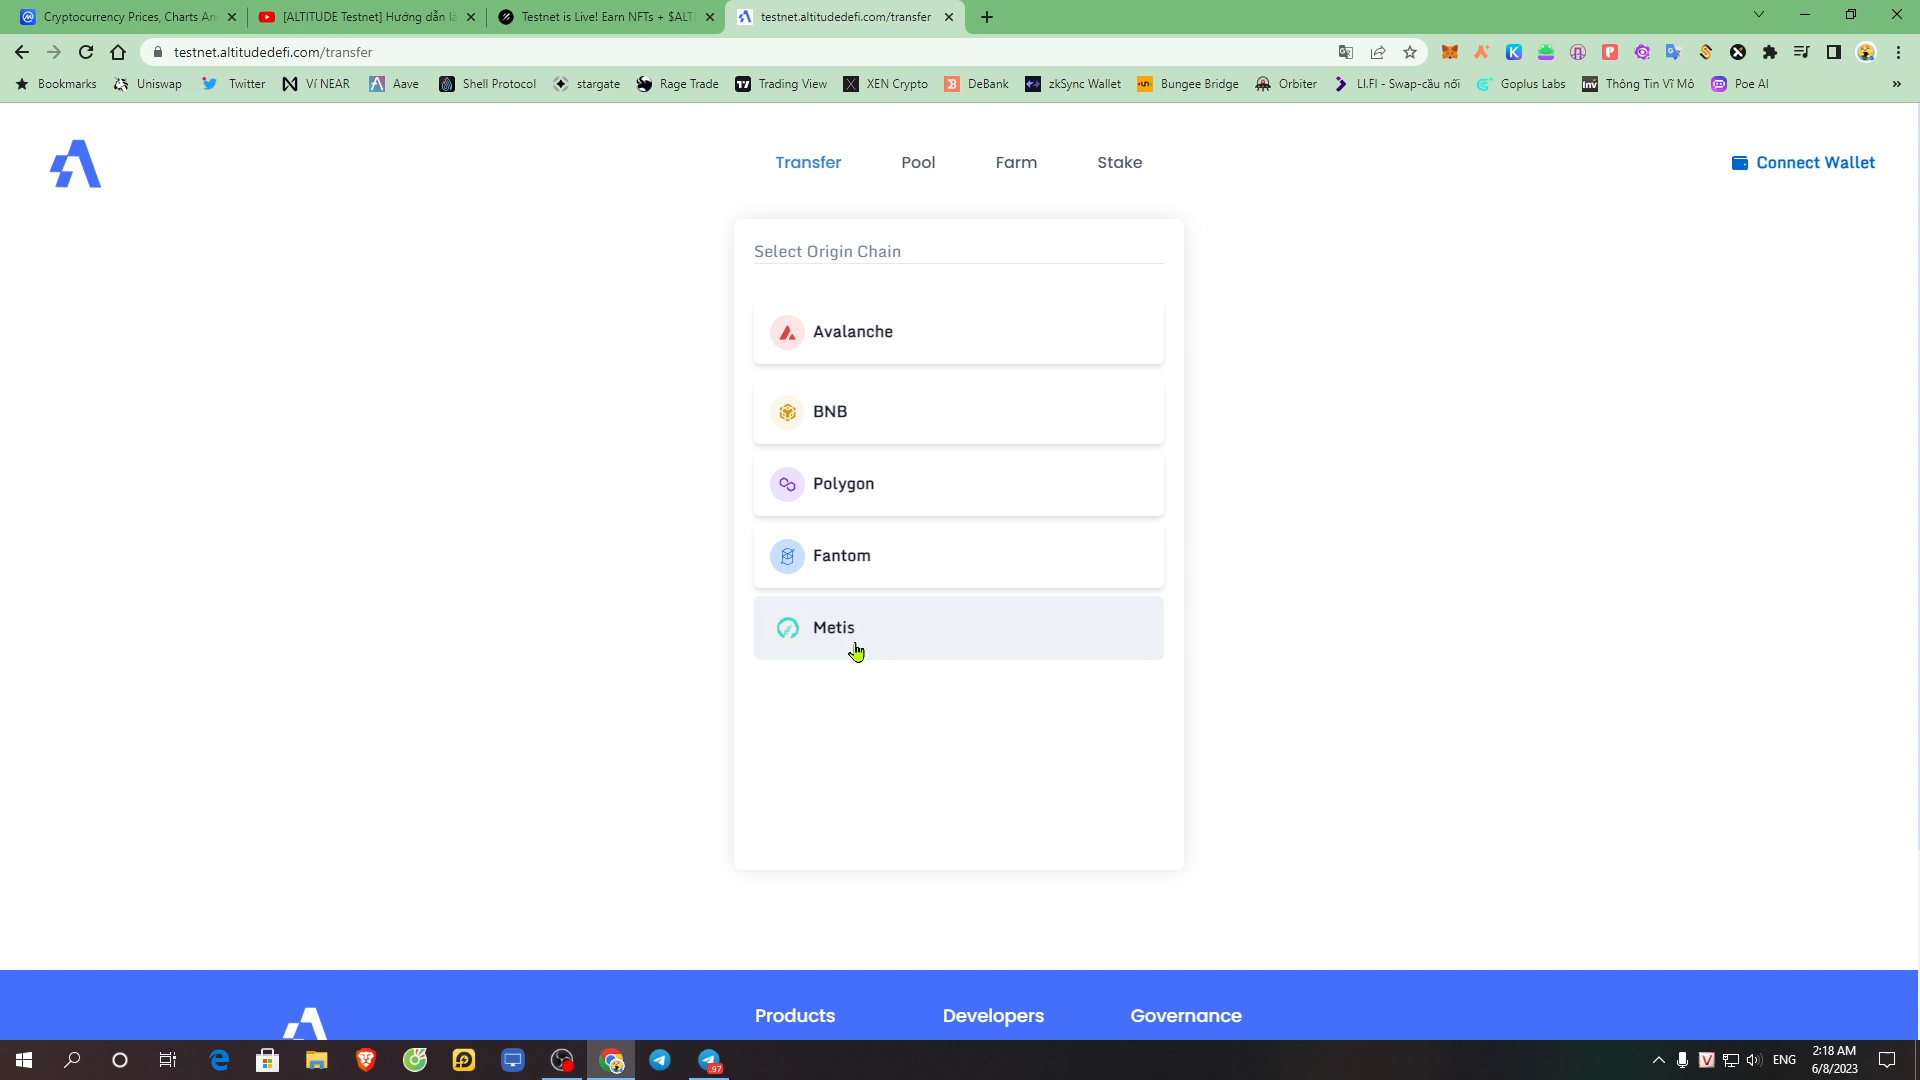 Cryptocurrency Prices, Charts An
[ALTITUDE Testnet] Hướng dẫn là
Testnet is Live! Earn NFTs + $ALT
testnet.altitudedefi.com/transfer
testnet.altitudedefi.com/transfer
Bookmarks
Uniswap
Twitter
Ví NEAR
Aave
Shell Protocol
stargate
Rage Trade
Trading View
XEN Crypto
DeBank
zkSync Wallet
Bungee Bridge
Orbiter
LI.FI - Swap-cầu nối
Goplus Labs
Thông Tin Vĩ Mô
Poe AI
Transfer
Pool
Farm
Stake
Connect Wallet
Select Origin Chain
Avalanche
BNB
Polygon
Fantom
Metis
Products
Developers
Governance
97
ENG
2:18 AM
6/8/2023